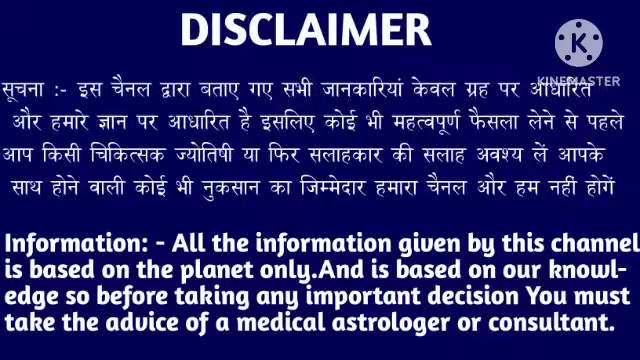 DISCLAIMER
KINEMASTER
सूचना :- इस चैनल द्वारा बताए गए सभी जानकारियां केवल ग्रह पर आधारित
और हमारे ज्ञान पर आधारित है इसलिए कोई भी महत्वपूर्ण फैसला लेने से पहले
आप किसी चिकित्सक ज्योतिषी या फिर सलाहकार की सलाह अवश्य लें आपके
साथ होने वाली कोई भी नुकसान का जिम्मेदार हमारा चैनल और हम नहीं होगें
Information: - All the information given by this channel
is based on the planet only.And is based on our knowl-
edge so before taking any important decision You must
take the advice of a medical astrologer or consultant.